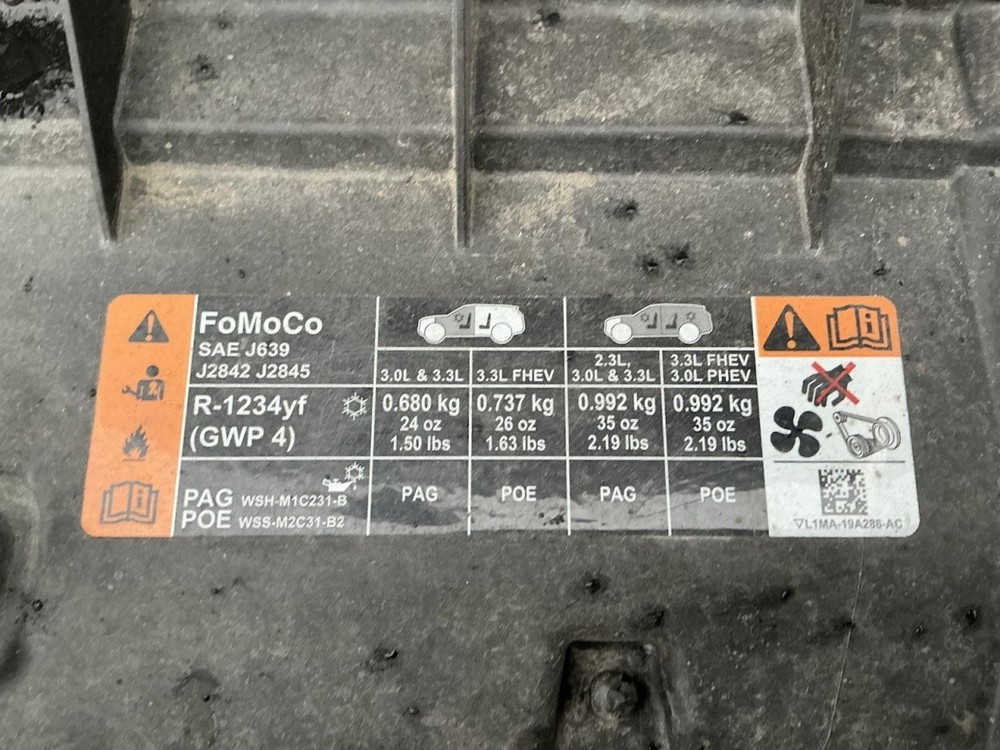 FoMoCo
SAE J639
J2842 J2845
3.0L & 3.3L
3.3L FHEV
2.3L,
3.0L & 3.3L
3.3L FHEV
3.0L PHEV
R-1234yf
(GWP 4)
0.680 kg
24 oz
1.50 lbs
0.737 kg
26 oz
1.63 lbs
0.992 kg
35 oz
2.19 lbs
0.992 kg
35 oz
2.19 lbs
PAG WSH-M1C231-B
POE WSS-M2C31-B2
PAG
POE
PAG
POE
L1MA-19A286-AC